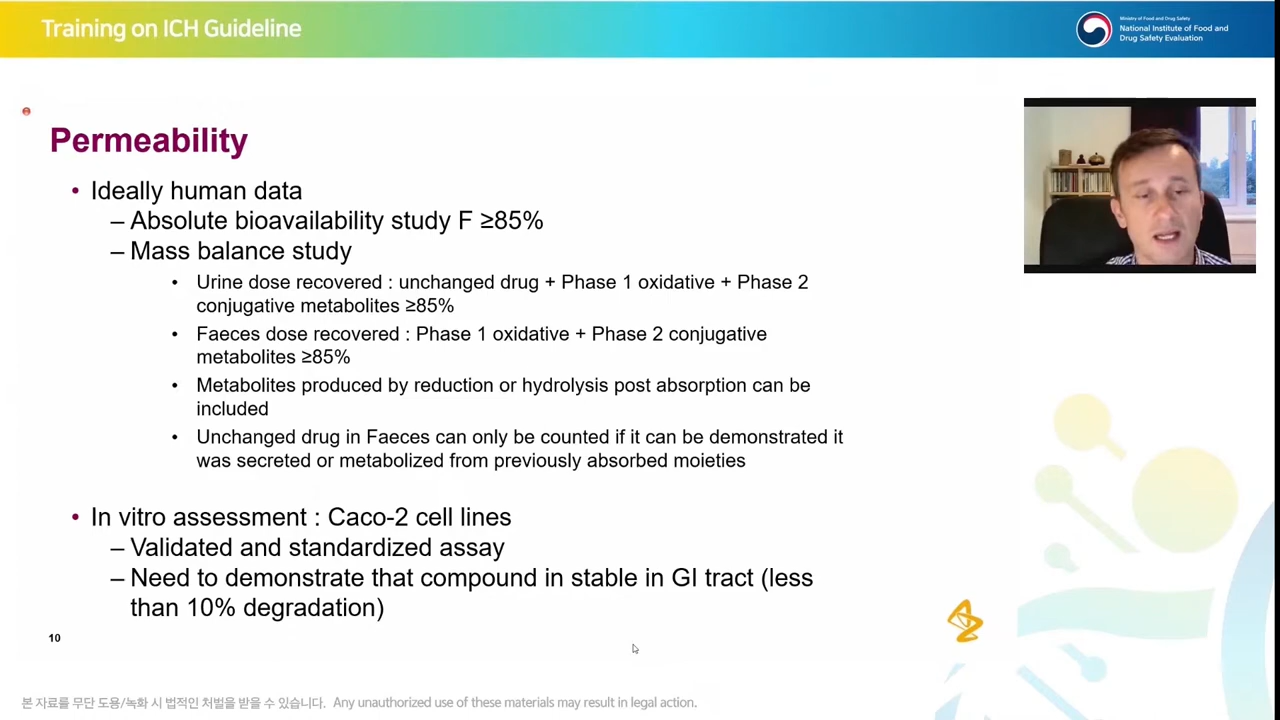 Training on ICH Guideline
Ministry of Food and Drug Safety
National Institute of Food and
Drug Safety Evaluation
Permeability
• Ideally human data
– Absolute bioavailability study F ≥85%
– Mass balance study
• Urine dose recovered : unchanged drug + Phase 1 oxidative + Phase 2
conjugative metabolites ≥85%
• Faeces dose recovered : Phase 1 oxidative + Phase 2 conjugative
metabolites ≥85%
• Metabolites produced by reduction or hydrolysis post absorption can be
included
• Unchanged drug in Faeces can only be counted if it can be demonstrated it
was secreted or metabolized from previously absorbed moieties
• In vitro assessment : Caco-2 cell lines
– Validated and standardized assay
– Need to demonstrate that compound in stable in GI tract (less
than 10% degradation)
10
본 자료를 무단 도용/녹화 시 법적인 처벌을 받을 수 있습니다. Any unauthorized use of these materials may result in legal action.